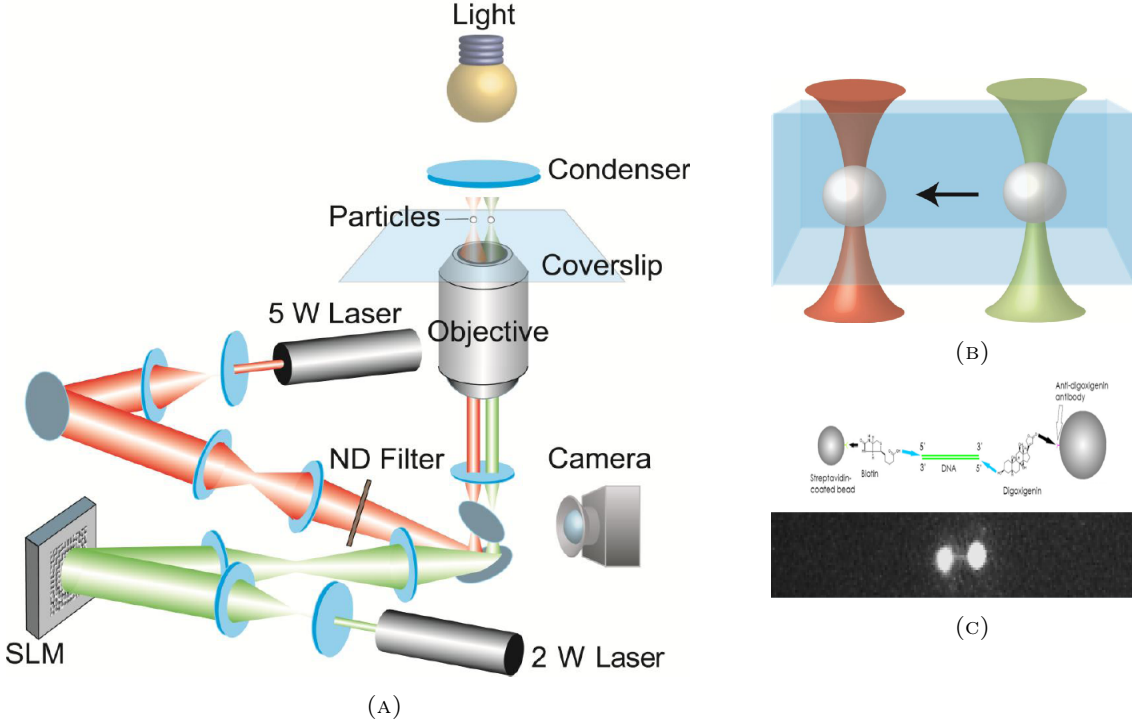 Light
Condenser
Particles
Coverslip
5 W Laser
Objective
ND Filter
Camera
SLM
2 W Laser
(A)
(B)
Anti-digoxigenin
antibody
5′ 3′
3′ DNA 5′
Streptavidin-
coated bead
Biotin
Digoxigenin
(C)